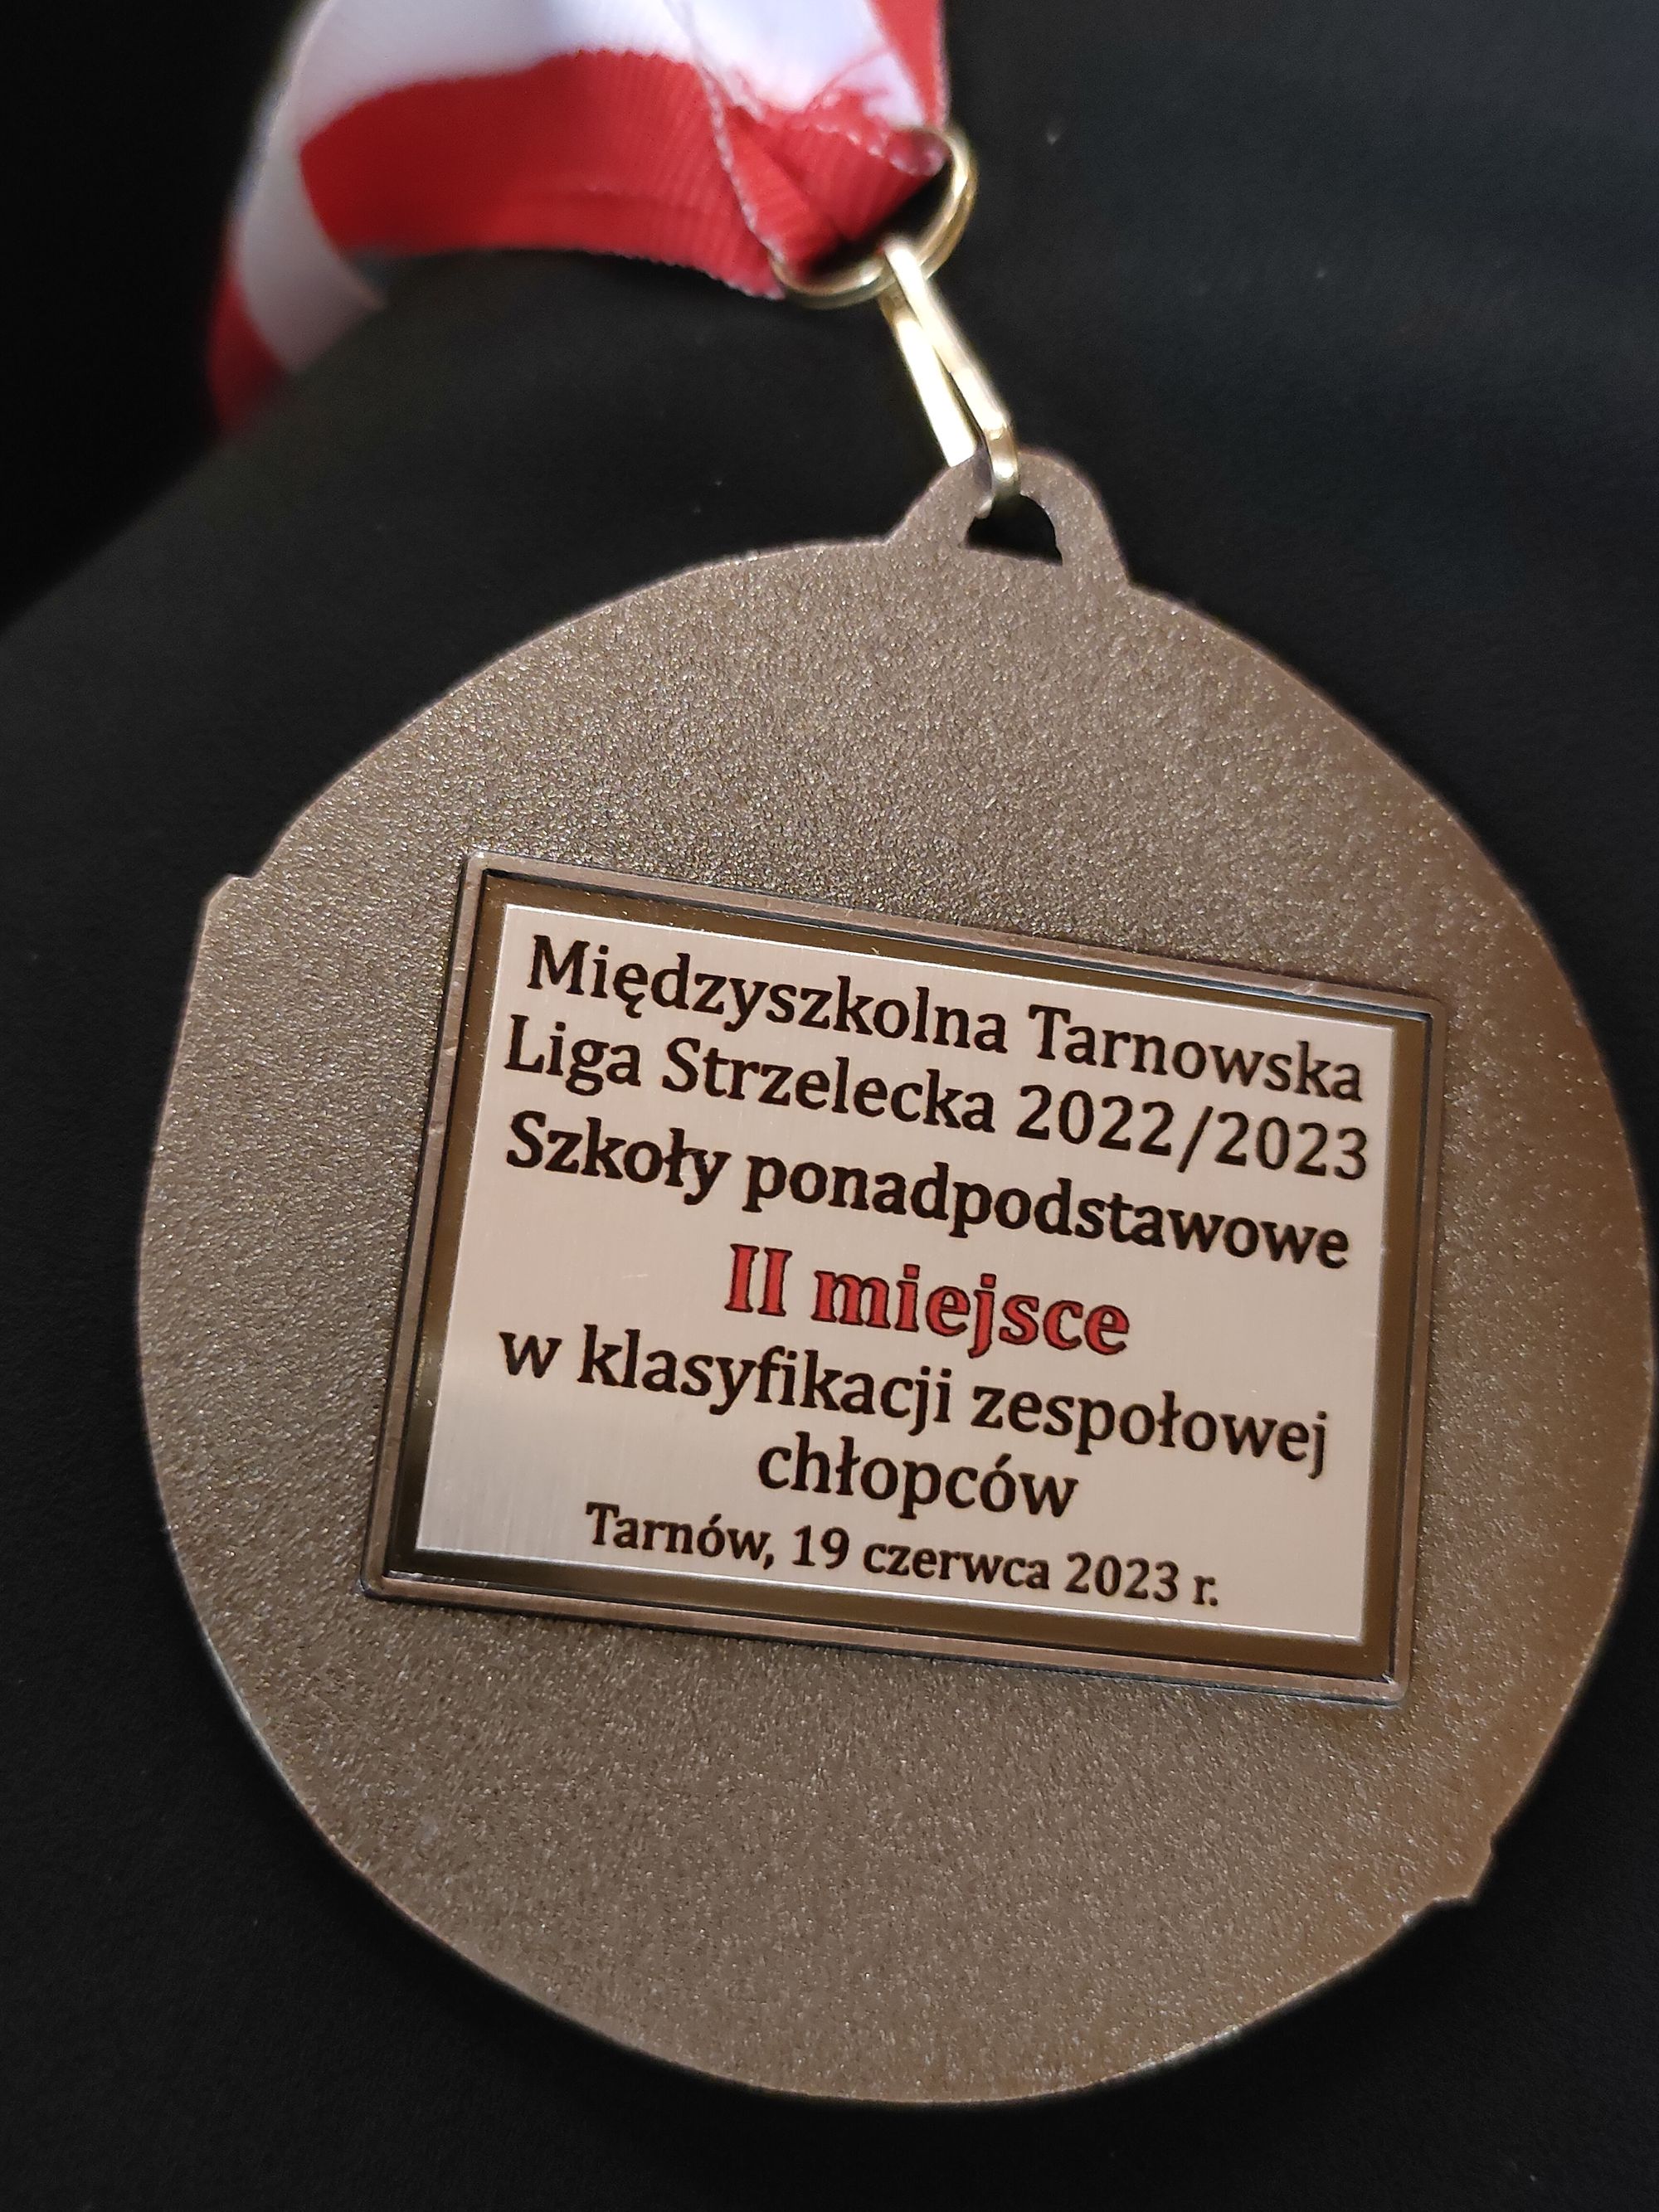 Międzyszkolna Tarnowska
Liga Strzelecka 2022/2023
Szkoły ponadpodstawowe
II miejsce
w klasyfikacji zespołowej
chłopców
Tarnów, 19 czerwca 2023 r.